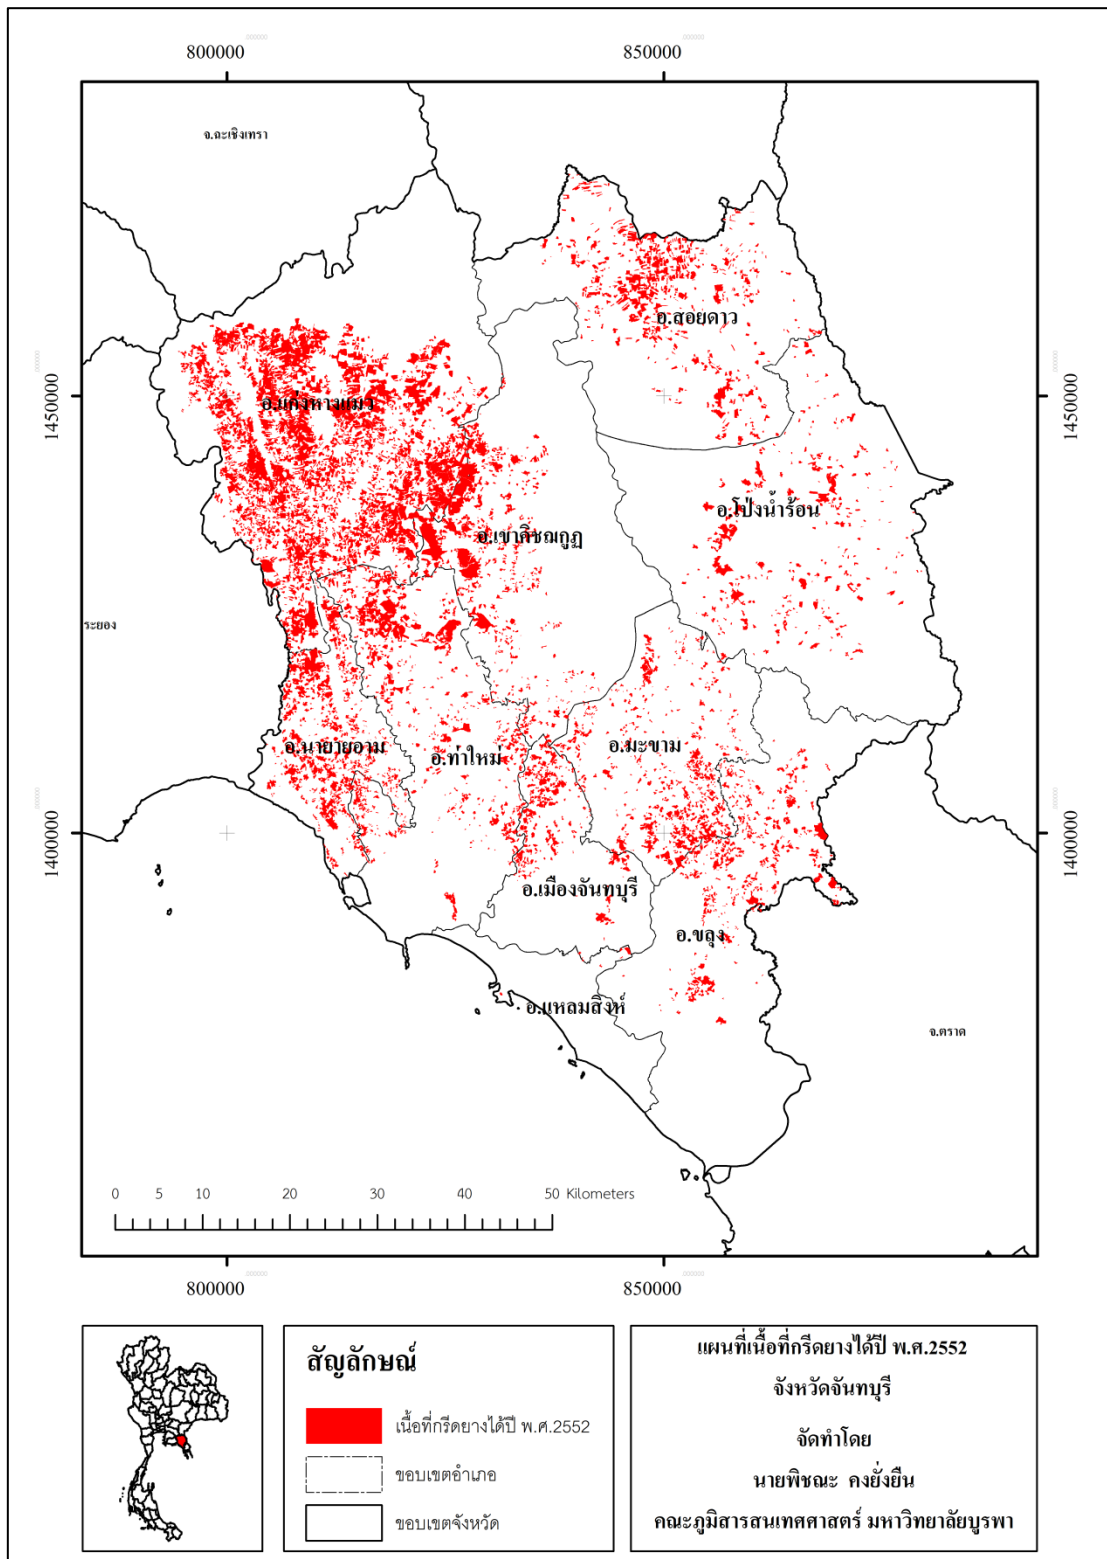 800000
850000
จ.ฉะเชิงเทรา
อ.สอยดาว
1450000
1450000
อ.แก่งหางแมว
อ.โป่งน้ำร้อน
อ.เขาคิชฌกูฏ
ระยอง
อ.มะขาม
อ.นายายอาม
อ.ท่าใหม่
1400000
1400000
อ.เมืองจันทบุรี
อ.ขลุง
อ.แหลมสิงห์
จ.ตราด
0 5 10 20 30 40 50 Kilometers
800000
850000
สัญลักษณ์
เนื้อที่กรีดยางได้ปี พ.ศ.2552
ขอบเขตอำเภอ
ขอบเขตจังหวัด
แผนที่เนื้อที่กรีดยางได้ปี พ.ศ.2552
จังหวัดจันทบุรี
จัดทำโดย
นายพิชณะ คงยั่งยืน
คณะภูมิสารสนเทศศาสตร์ มหาวิทยาลัยบูรพา